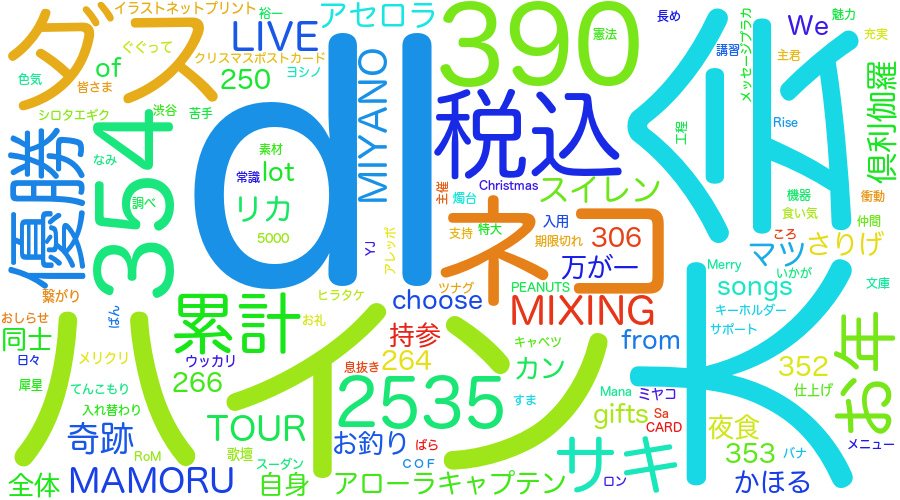 イラストネットプリント
裕一
アセロラ
390
長め
We
魅力
ダス
ぐぐって
LIVE
憲法
充実
クリスマスポストカード
講習
メッセージプラカ
主君
of
250
ヨシノ
色気
皆さま
dl
MIYANO
税込
会
倶利伽羅
シロタエギク
渋谷
苦手
354
優勝
Rise
工程
素材
なみ
lot
常識
Christmas
主催
燭台
スイレン
機器
衝動
調べ
リカ
食い気
仲間
5000
YJ
アレッポ
ネコ
支持
特大
入用
期限切れ
306
ころ
マツ
さりげ
万が一
Merry
いかが
文庫
繋がり
ヒラタケ
ツナグ
PEANUTS
songs
木
累計
choose
MIXING
キーホルダー
おしらせ
ばん
お礼
サポート
お年
同士
持参
キャベツ
from
日々
メリクリ
ウッカリ
息抜き
264
カン
352
ハイン
266
2535
すま
Mana
ミヤコ
仕上げ
犀星
てんこもり
入れ替わり
TOUR
gifts
Sa
CARD
夜食
奇跡
お釣り
ばら
サキ
353
バナ
メニュー
RoM
歌壇
スーダン
COF
全体
MAMORU
自身
アローラキャプテン
ロン
かほる